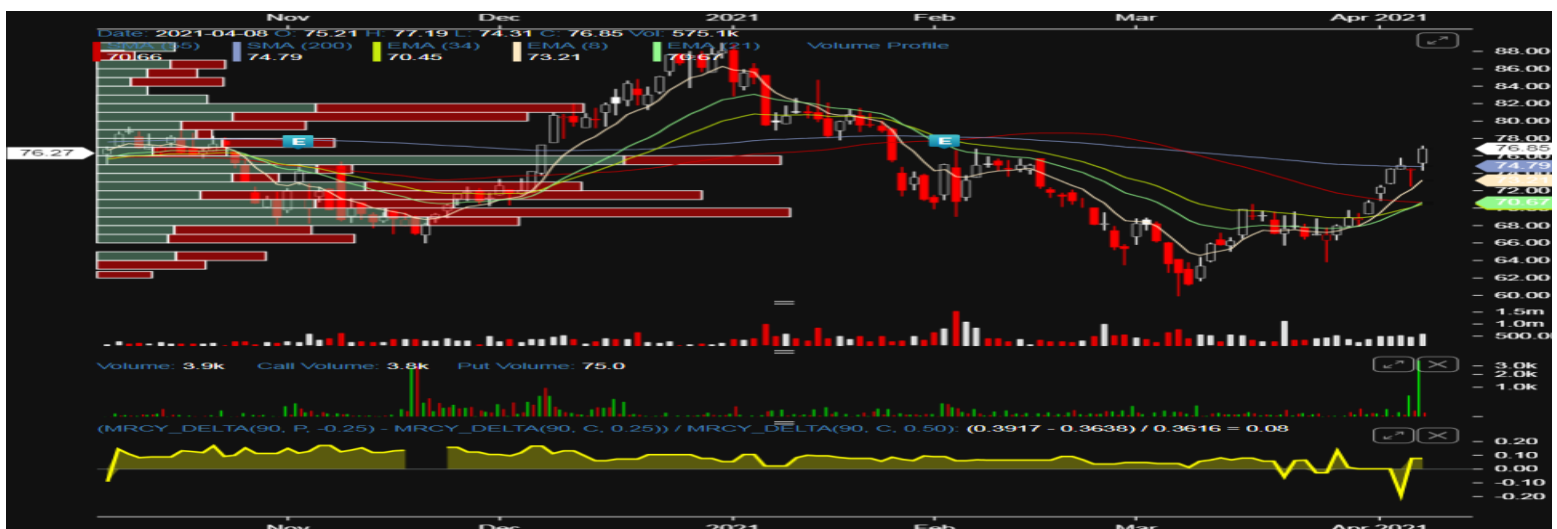 Nov Dec 2021 Feb Mar Apr 2021
Date: 2021-04-08 O: 75.21 H: 77.19 L: 74.31 C: 76.85 Vol: 575.1k
SMA (200) EMA (34) EMA (8) EMA (21) Volume Profile
70.66 74.79 70.45 73.21 70.67
88.00
86.00
84.00
82.00
80.00
78.00
E E
76.27
76.85
76.00
74.79
72.00
70.67
68.00
66.00
64.00
62.00
60.00
1.5m
1.0m
500.0
Volume: 3.9k Call Volume: 3.8k Put Volume: 75.0
3.0k
2.0k
1.0k
(MRCY_DELTA(90, P, -0.25) - MRCY_DELTA(90, C, 0.25)) / MRCY_DELTA(90, C, 0.50): (0.3917 - 0.3638) / 0.3616 = 0.08
0.20
0.10
0.00
-0.10
-0.20
Nov Dec 2021 Feb Mar Apr 2021